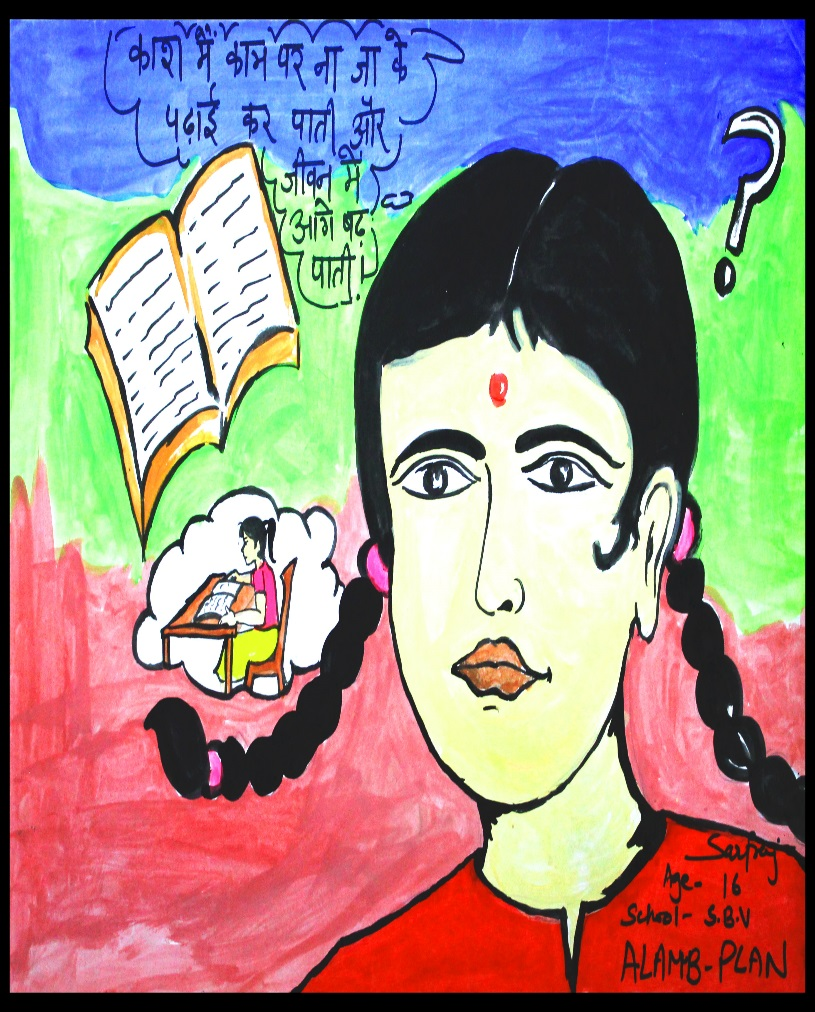 काश मैं काम पर ना जा के
पढ़ाई कर पाती और
जीवन में
आगे बढ़
पाती!
Sarfraj
Age- 16
School- S.B.V
ALAMB-PLAN